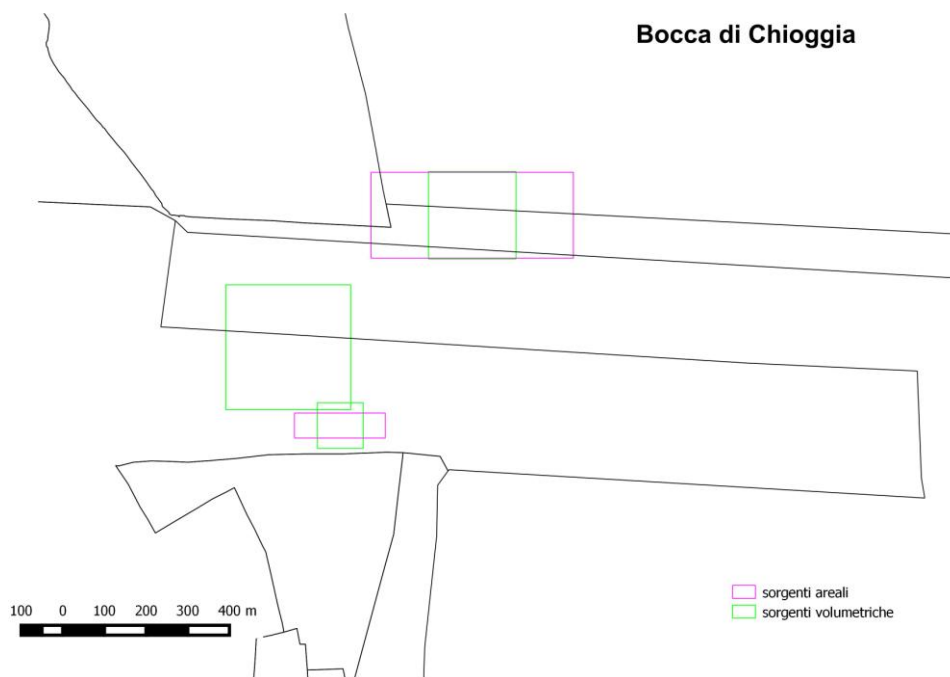 Bocca di Chioggia
sorgenti areali
sorgenti volumetriche
100 0 100 200 300 400 m